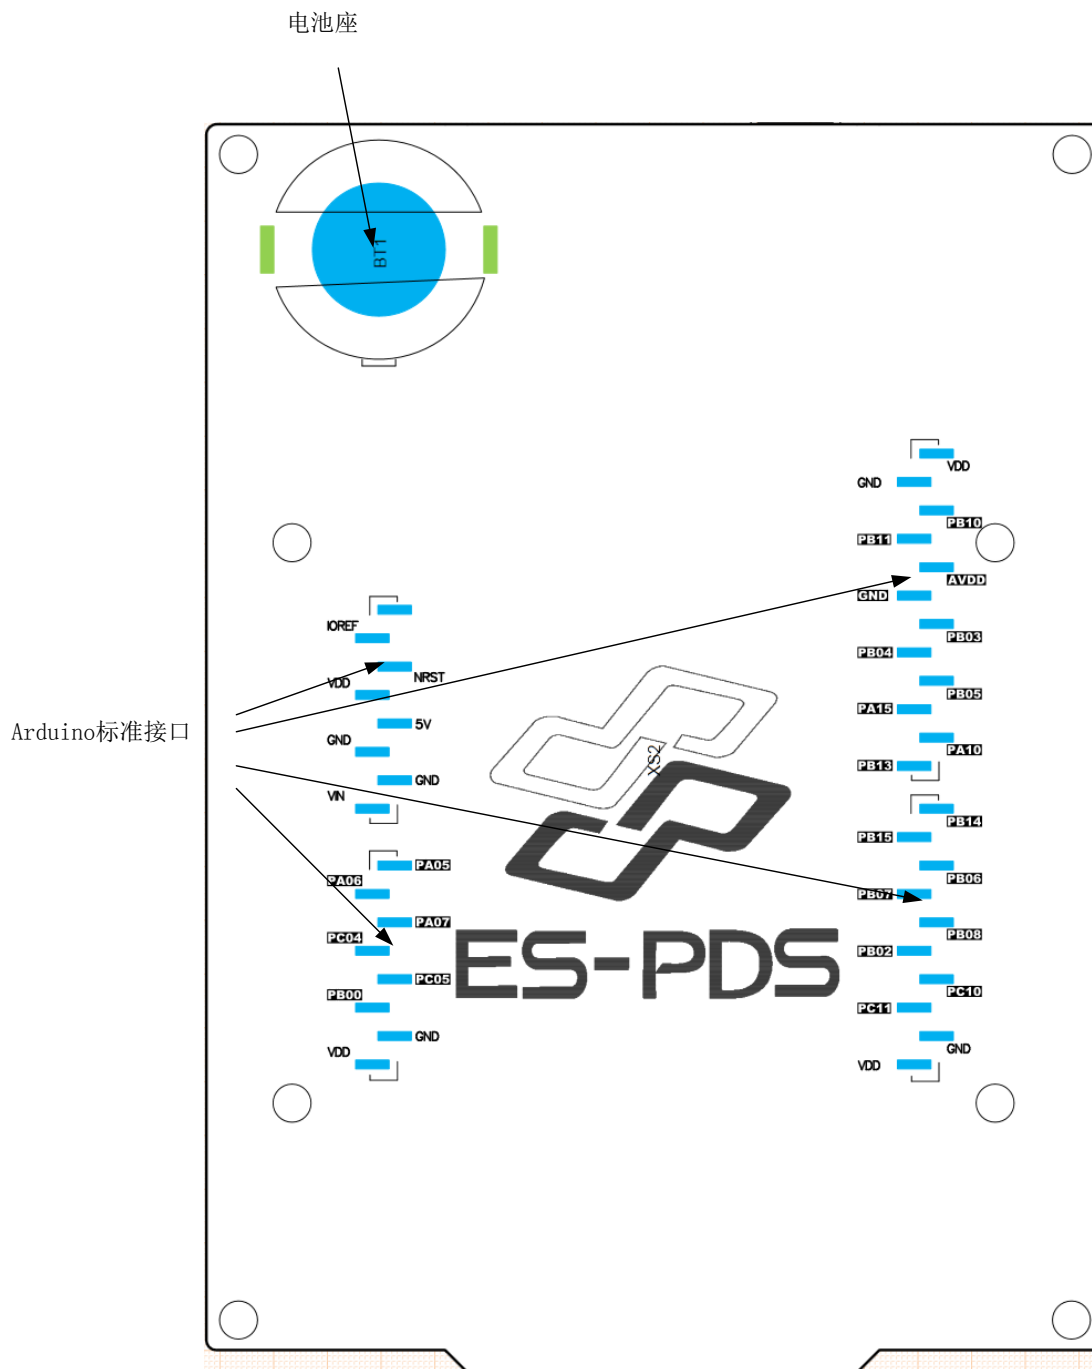 电池座
BT1
VDD
GND
PB10
PB11
AVDD
GND
PB03
PB04
PB05
PA15
PA10
PB13
PB14
PB15
PB06
PB07
PB08
PB02
PC10
PC11
GND
VDD
IOREF
NRST
VDD
5V
GND
GND
VIN
PA05
PA06
PA07
PC04
PC05
PB00
GND
VDD
Arduino标准接口
XS2
ES-PDS